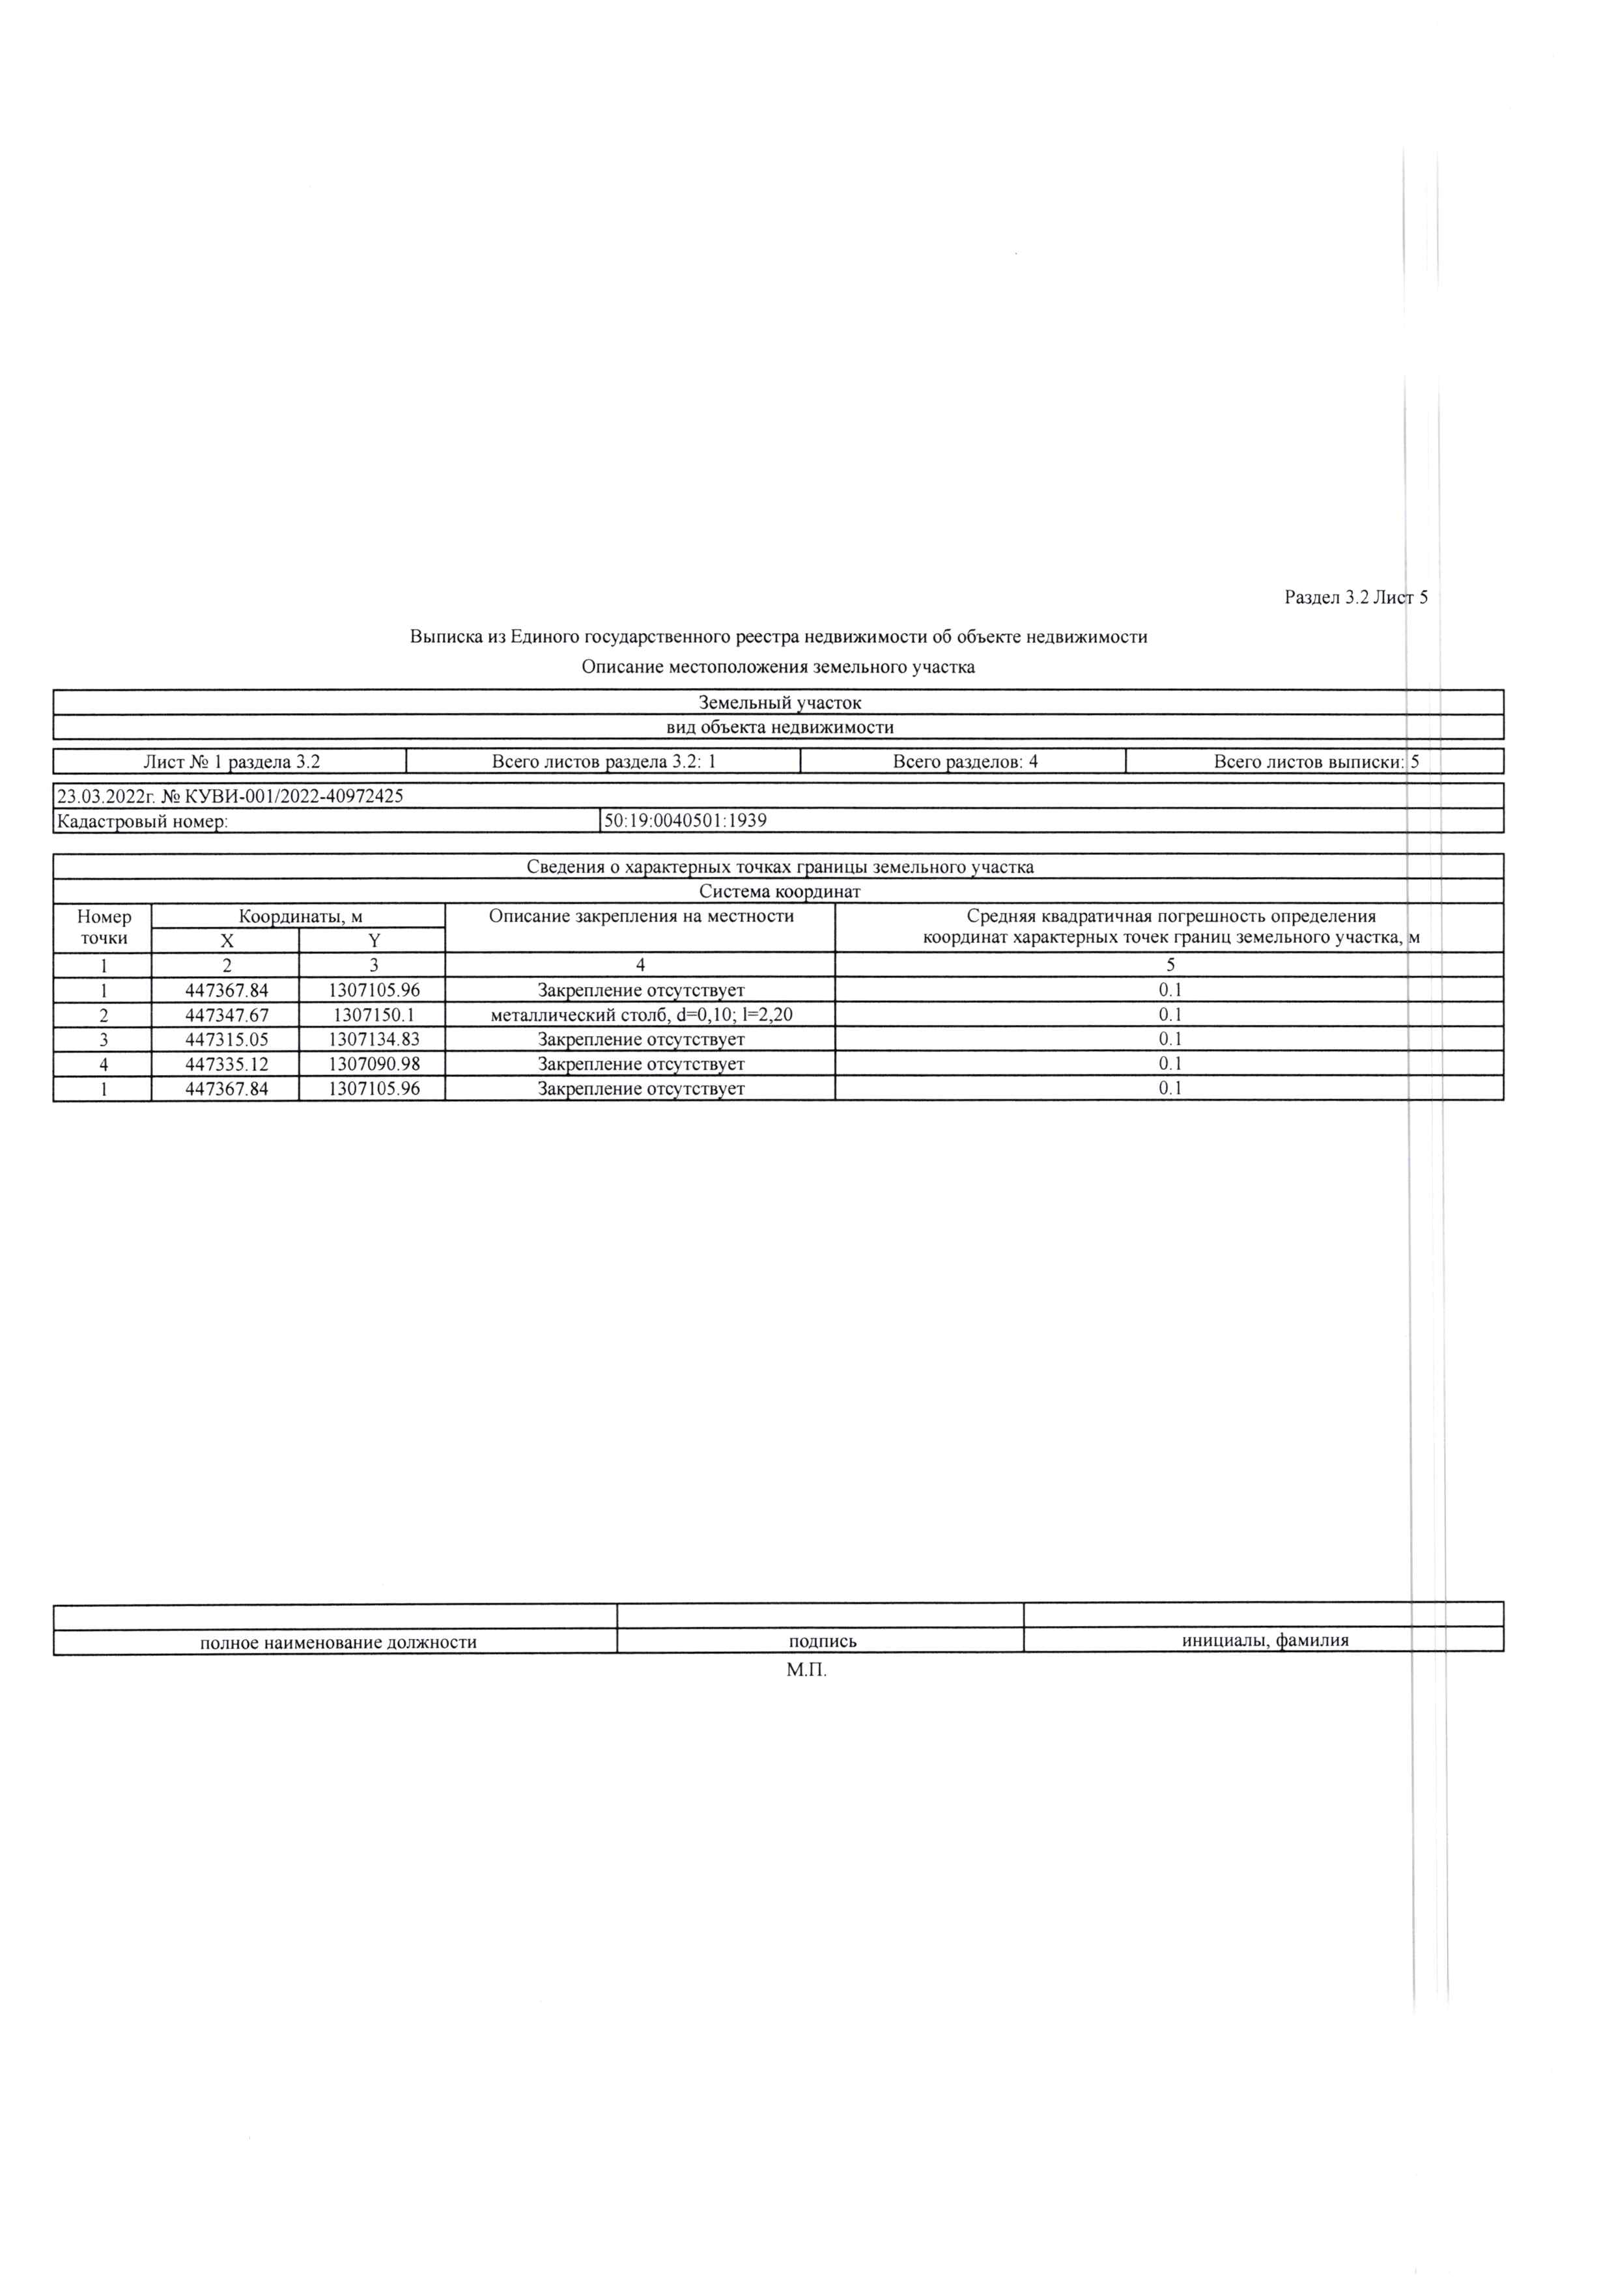 Раздел 3.2 Лист 5
Выписка из Единого государственного реестра недвижимости об объекте недвижимости
Описание местоположения земельного участка
Земельный участок
вид объекта недвижимости
Лист № 1 раздела 3.2 Всего листов раздела 3.2: 1 Всего разделов: 4 Всего листов выписки: 5
23.03.2022г. № КУВИ-001/2022-40972425
Кадастровый номер: 50:19:0040501:1939
Сведения о характерных точках границы земельного участка
Система координат
Номер точки Координаты, м Описание закрепления на местности Средняя квадратичная погрешность определения координат характерных точек границ земельного участка, м
X Y
1 2 3 4 5
1 447367.84 1307105.96 Закрепление отсутствует 0.1
2 447347.67 1307150.1 металлический столб, d=0,10; l=2,20 0.1
3 447315.05 1307134.83 Закрепление отсутствует 0.1
4 447335.12 1307090.98 Закрепление отсутствует 0.1
1 447367.84 1307105.96 Закрепление отсутствует 0.1
полное наименование должности подпись инициалы, фамилия
М.П.